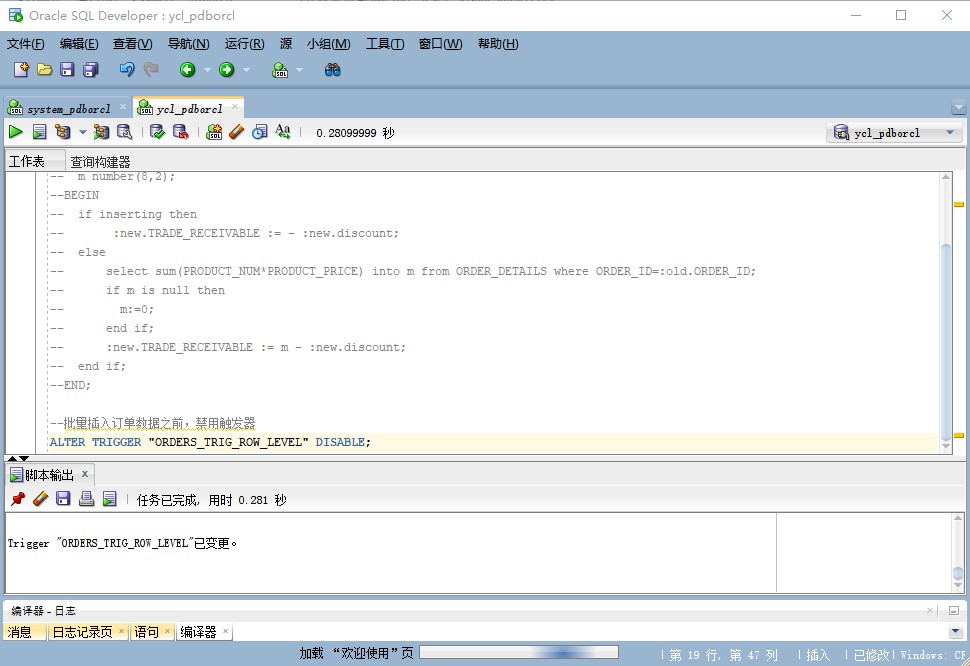 Oracle SQL Developer : ycl_pdborcl
文件(F) 编辑(E) 查看(V) 导航(N) 运行(R) 源 小组(M) 工具(T) 窗口(W) 帮助(H)
system_pdborcl ycl_pdborcl
0.28099999 秒 ycl_pdborcl
工作表 查询构建器
--  m number(8,2);
--BEGIN
--  if inserting then
--       :new.TRADE_RECEIVABLE := - :new.discount;
--  else
--      select sum(PRODUCT_NUM*PRODUCT_PRICE) into m from ORDER_DETAILS where ORDER_ID=:old.ORDER_ID;
--      if m is null then
--        m:=0;
--      end if;
--      :new.TRADE_RECEIVABLE := m - :new.discount;
--  end if;
--END;
--批量插入订单数据之前，禁用触发器
ALTER TRIGGER "ORDERS_TRIG_ROW_LEVEL" DISABLE;
脚本输出 x
任务已完成, 用时 0.281 秒
Trigger "ORDERS_TRIG_ROW_LEVEL"已变更。
编译器 - 日志
消息 日志记录页 语句 编译器
加载 “欢迎使用” 页 第 19 行, 第 47 列 插入 已修改 Windows: CF